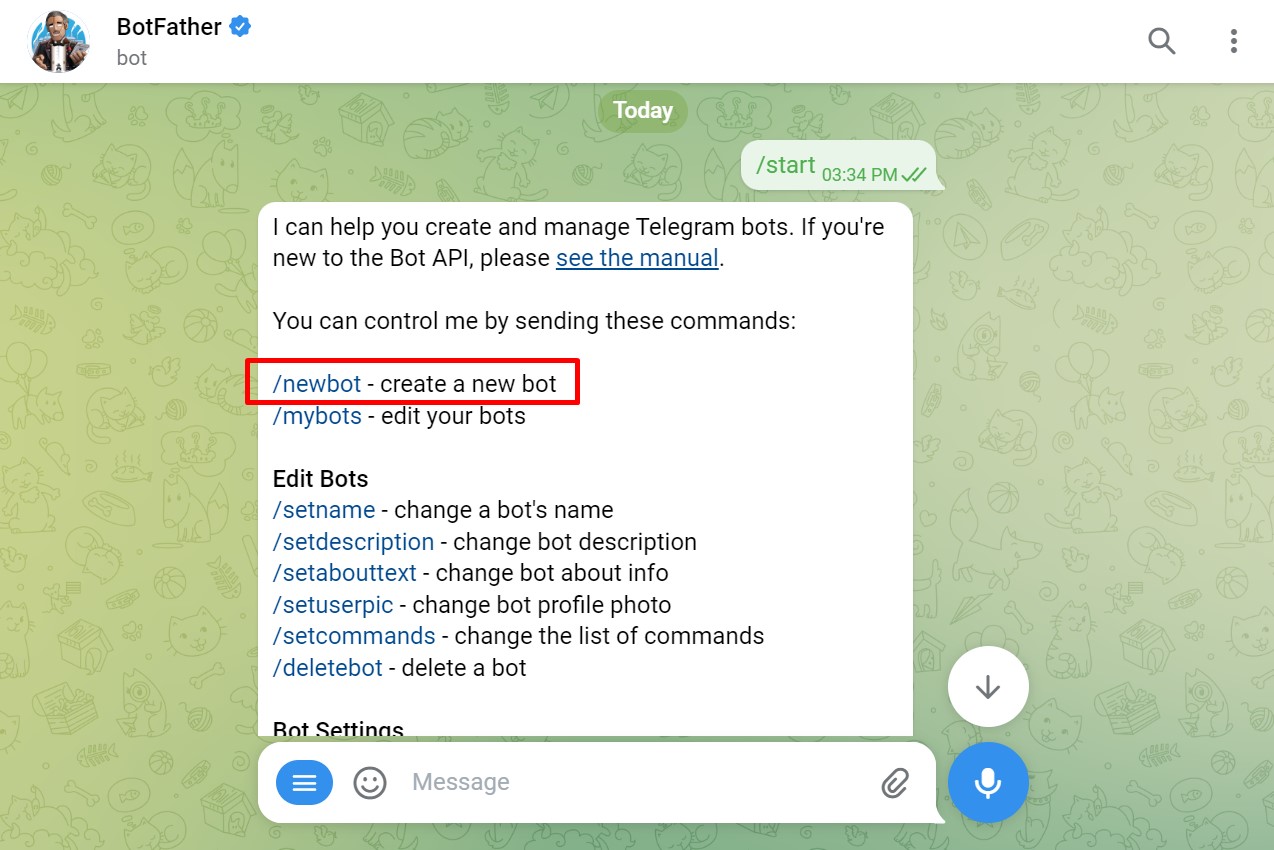 BotFather
bot
Today
/start 03:34 PM
I can help you create and manage Telegram bots. If you're
new to the Bot API, please see the manual.
You can control me by sending these commands:
/newbot - create a new bot
/mybots - edit your bots
Edit Bots
/setname - change a bot's name
/setdescription - change bot description
/setabouttext - change bot about info
/setuserpic - change bot profile photo
/setcommands - change the list of commands
/deletebot - delete a bot
Bot Settings
Message